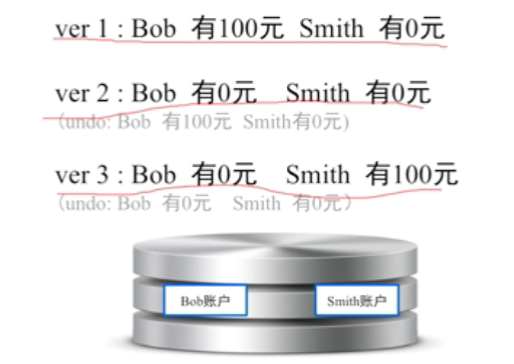 ver 1 : Bob 有100元 Smith 有0元
ver 2 : Bob 有0元 Smith 有0元
(undo: Bob 有100元 Smith有0元)
ver 3 : Bob 有0元 Smith 有100元
(undo: Bob 有0元 Smith 有0元）
Bob账户 Smith账户